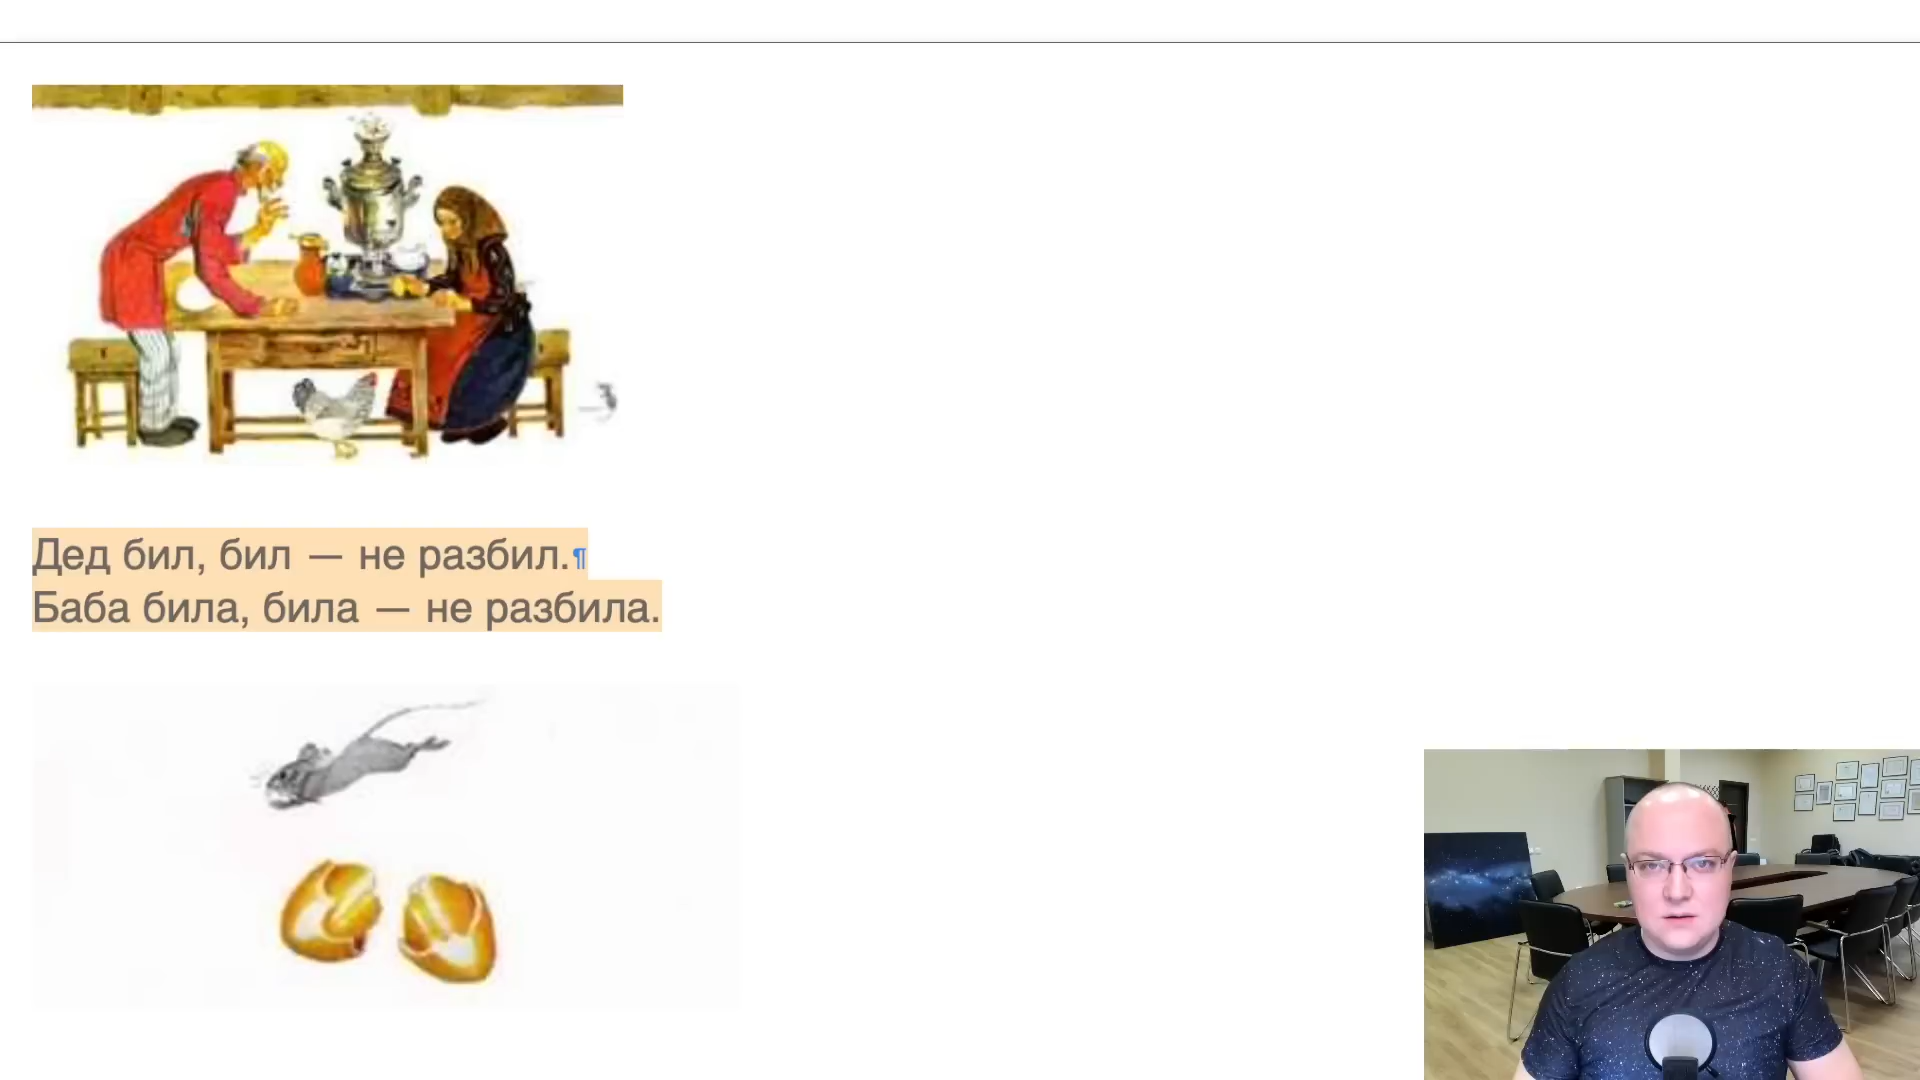 Дед бил, бил — не разбил.¶
Баба била, била — не разбила.